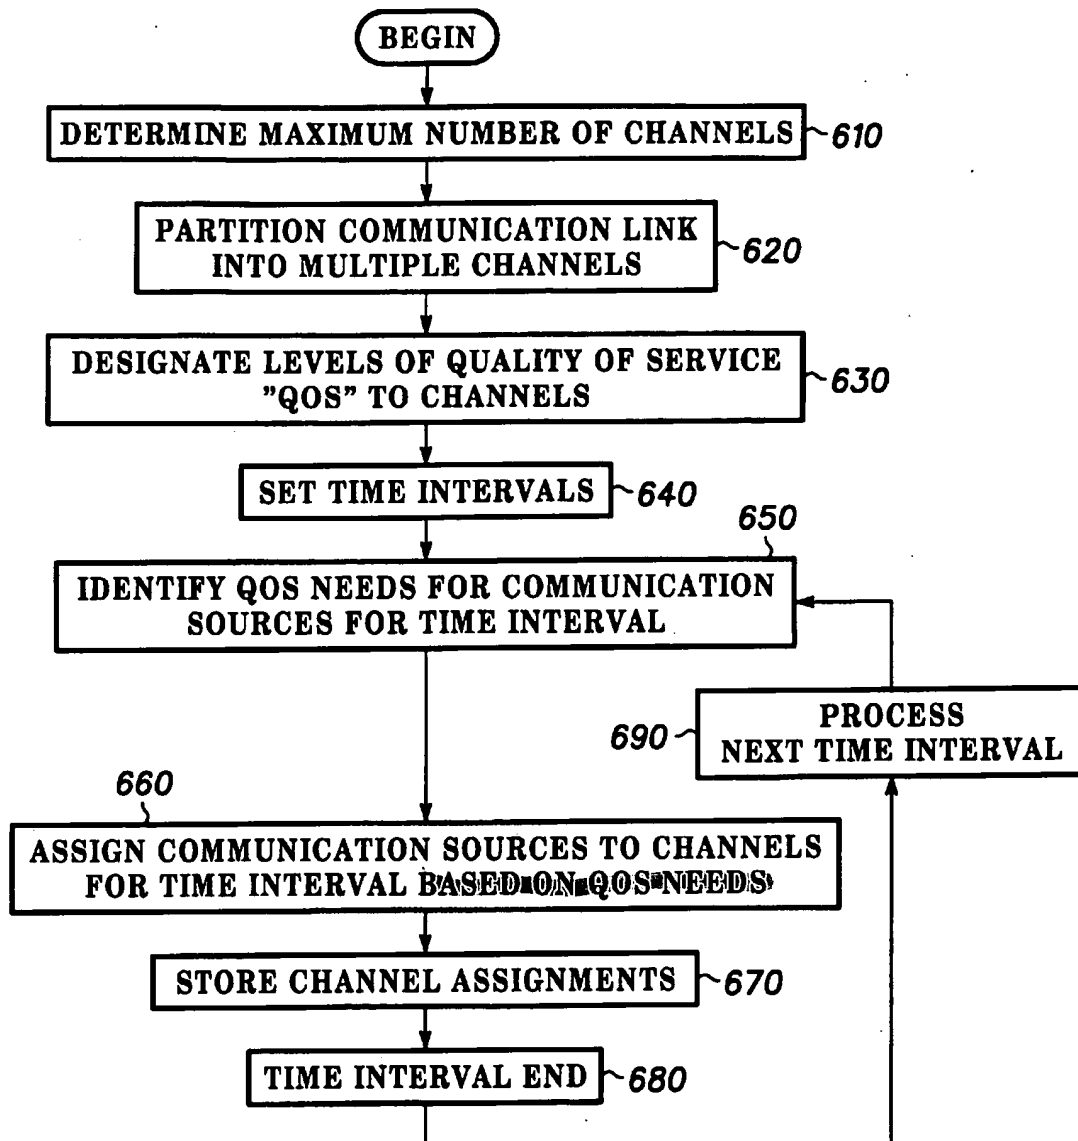 BEGIN
DETERMINE MAXIMUM NUMBER OF CHANNELS
610
PARTITION COMMUNICATION LINK
INTO MULTIPLE CHANNELS
620
DESIGNATE LEVELS OF QUALITY OF SERVICE
"QOS" TO CHANNELS
630
SET TIME INTERVALS
640
650
IDENTIFY QOS NEEDS FOR COMMUNICATION
SOURCES FOR TIME INTERVAL
690
PROCESS
NEXT TIME INTERVAL
660
ASSIGN COMMUNICATION SOURCES TO CHANNELS
FOR TIME INTERVAL BASED ON QOS NEEDS
STORE CHANNEL ASSIGNMENTS
670
TIME INTERVAL END
680